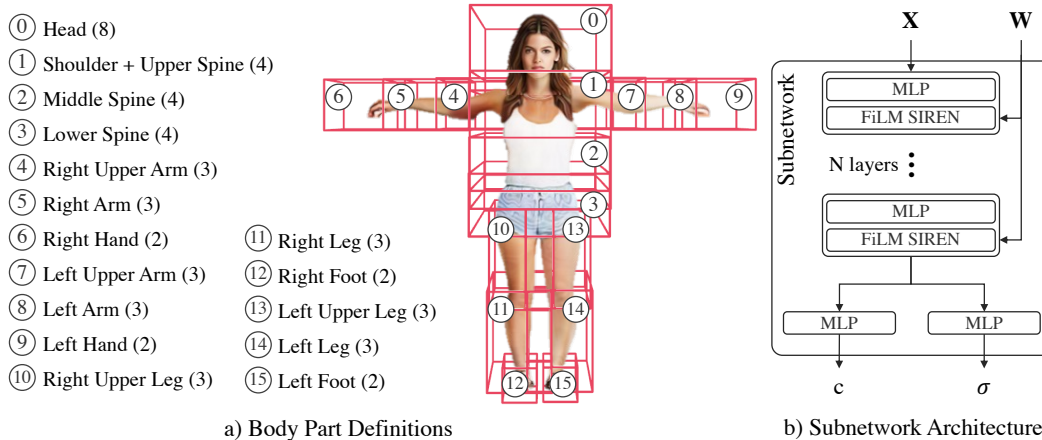 0 Head (8)
1 Shoulder + Upper Spine (4)
2 Middle Spine (4)
3 Lower Spine (4)
4 Right Upper Arm (3)
5 Right Arm (3)
6 Right Hand (2)
7 Left Upper Arm (3)
8 Left Arm (3)
9 Left Hand (2)
10 Right Upper Leg (3)
11 Right Leg (3)
12 Right Foot (2)
13 Left Upper Leg (3)
14 Left Leg (3)
15 Left Foot (2)
0
1
6 5 4 7 8 9
2
3
10 13
11 14
12 15
a) Body Part Definitions
X W
Subnetwork
MLP
FiLM SIREN
N layers
MLP
FiLM SIREN
MLP MLP
c σ
b) Subnetwork Architecture